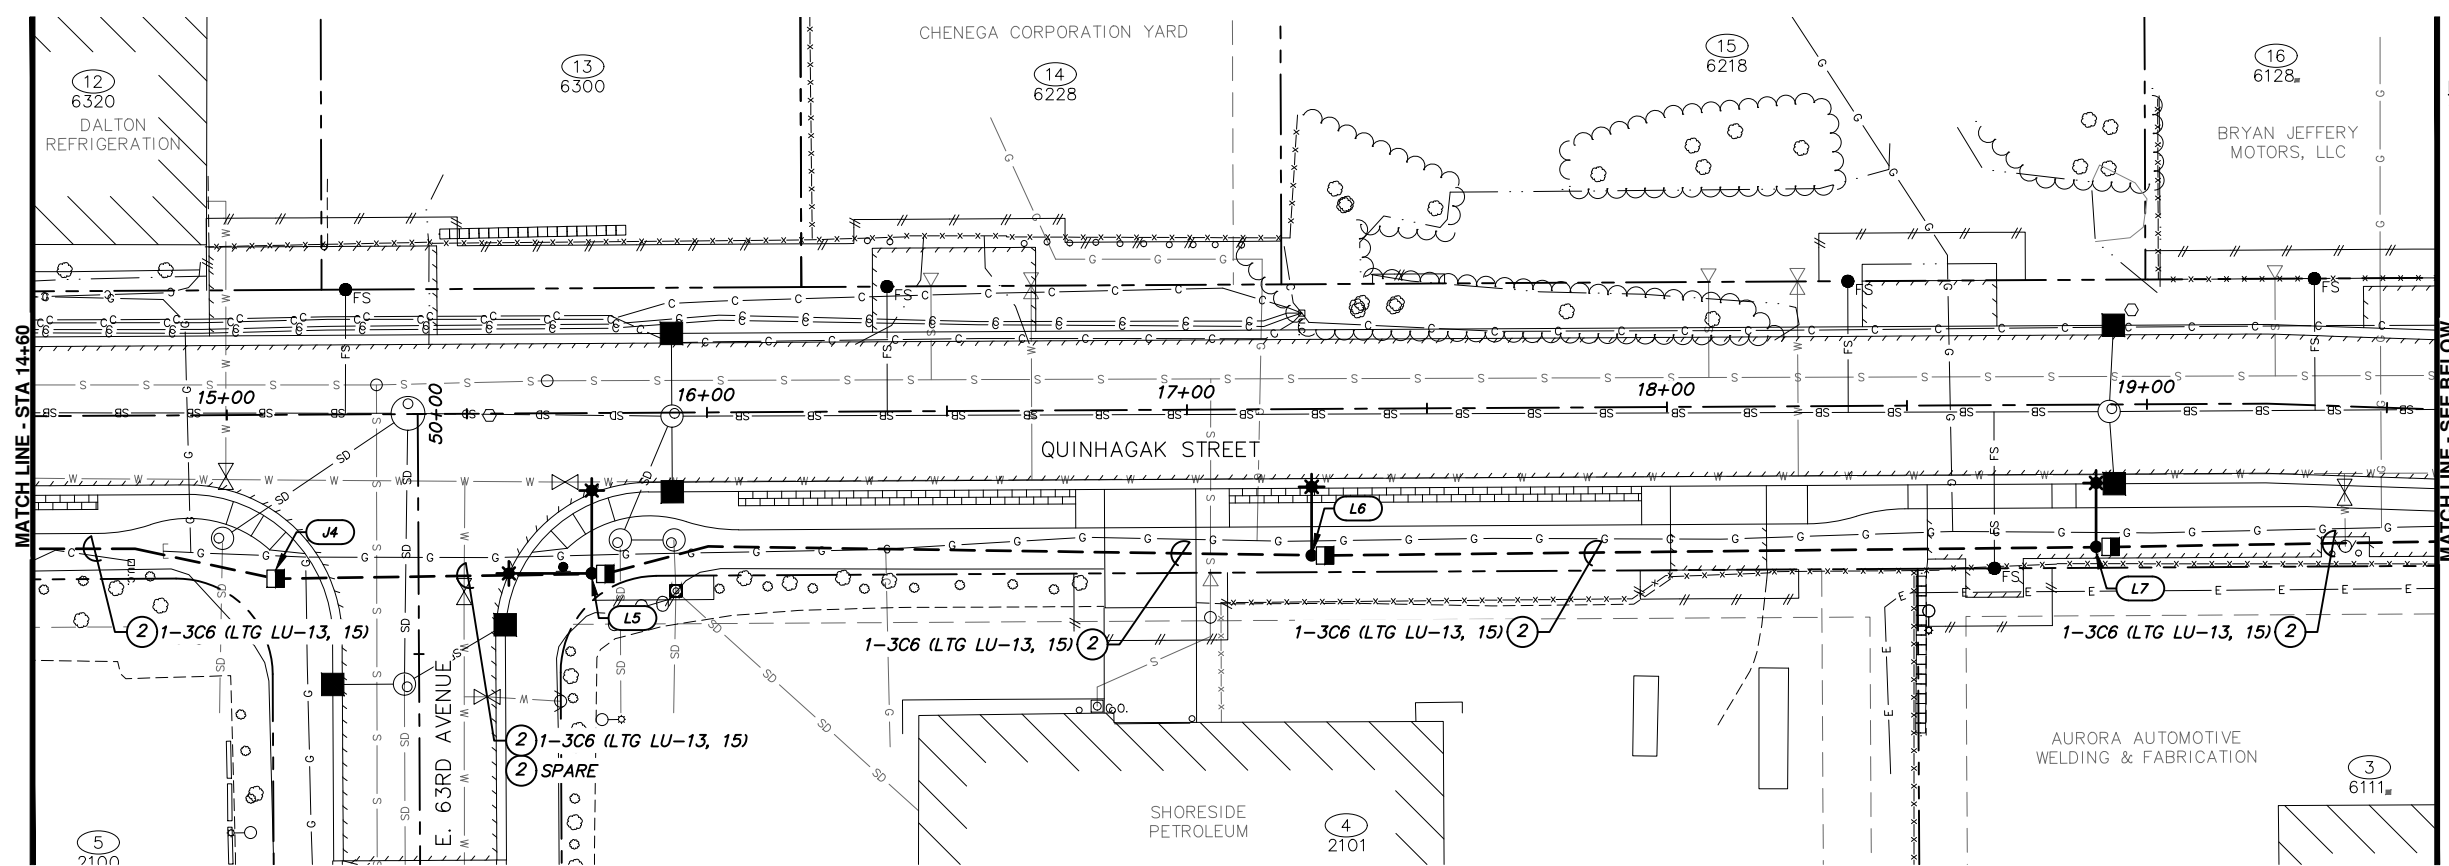 CHENEGA CORPORATION YARD
12
6320
13
6300
14
6228
15
6218
16
6128
DALTON
REFRIGERATION
BRYAN JEFFERY
MOTORS, LLC
FS
FS
FS
FS
MATCH LINE - STA 14+60
15+00
50+00
16+00
17+00
18+00
19+00
QUINHAGAK STREET
MATCH LINE - SEE BELOW
J4
L5
L6
L7
FS
2 1-3C6 (LTG LU-13, 15)
1-3C6 (LTG LU-13, 15) 2
1-3C6 (LTG LU-13, 15) 2
1-3C6 (LTG LU-13, 15) 2
2 1-3C6 (LTG LU-13, 15)
2 SPARE
E. 63RD AVENUE
C.O.
AURORA AUTOMOTIVE
WELDING & FABRICATION
3
6111
SHORESIDE
PETROLEUM
4
2101
5
2100